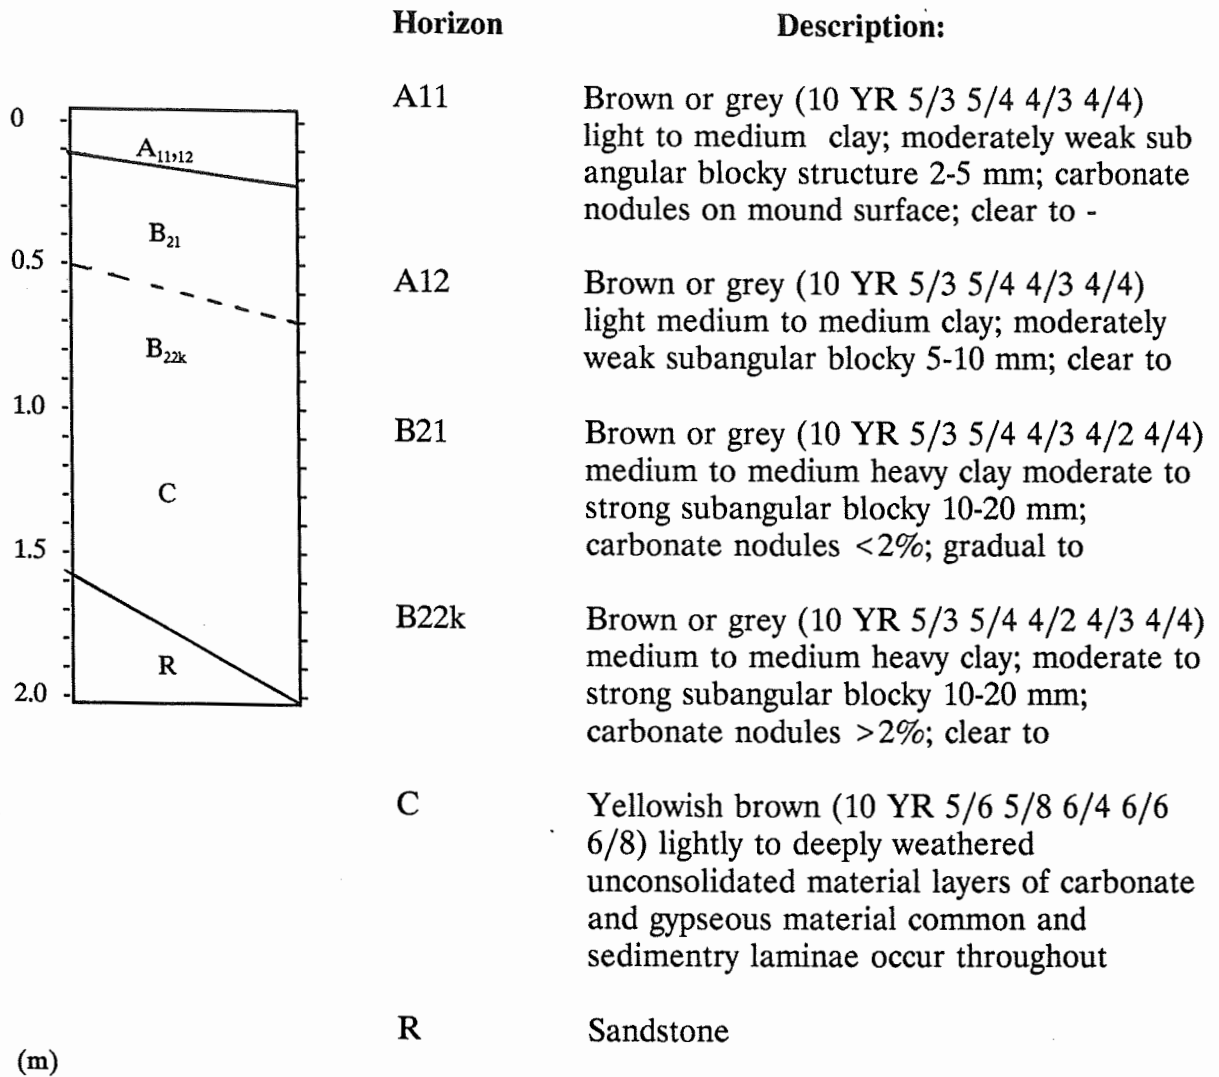 Horizon Description:
0
A11,12
B21
0.5
B22k
1.0
C
1.5
R
2.0
(m)
A11 Brown or grey (10 YR 5/3 5/4 4/3 4/4)
light to medium clay; moderately weak sub
angular blocky structure 2-5 mm; carbonate
nodules on mound surface; clear to -
A12 Brown or grey (10 YR 5/3 5/4 4/3 4/4)
light medium to medium clay; moderately
weak subangular blocky 5-10 mm; clear to
B21 Brown or grey (10 YR 5/3 5/4 4/3 4/2 4/4)
medium to medium heavy clay moderate to
strong subangular blocky 10-20 mm;
carbonate nodules <2%; gradual to
B22k Brown or grey (10 YR 5/3 5/4 4/2 4/3 4/4)
medium to medium heavy clay; moderate to
strong subangular blocky 10-20 mm;
carbonate nodules >2%; clear to
C Yellowish brown (10 YR 5/6 5/8 6/4 6/6
6/8) lightly to deeply weathered
unconsolidated material layers of carbonate
and gypseous material common and
sedimentry laminae occur throughout
R Sandstone